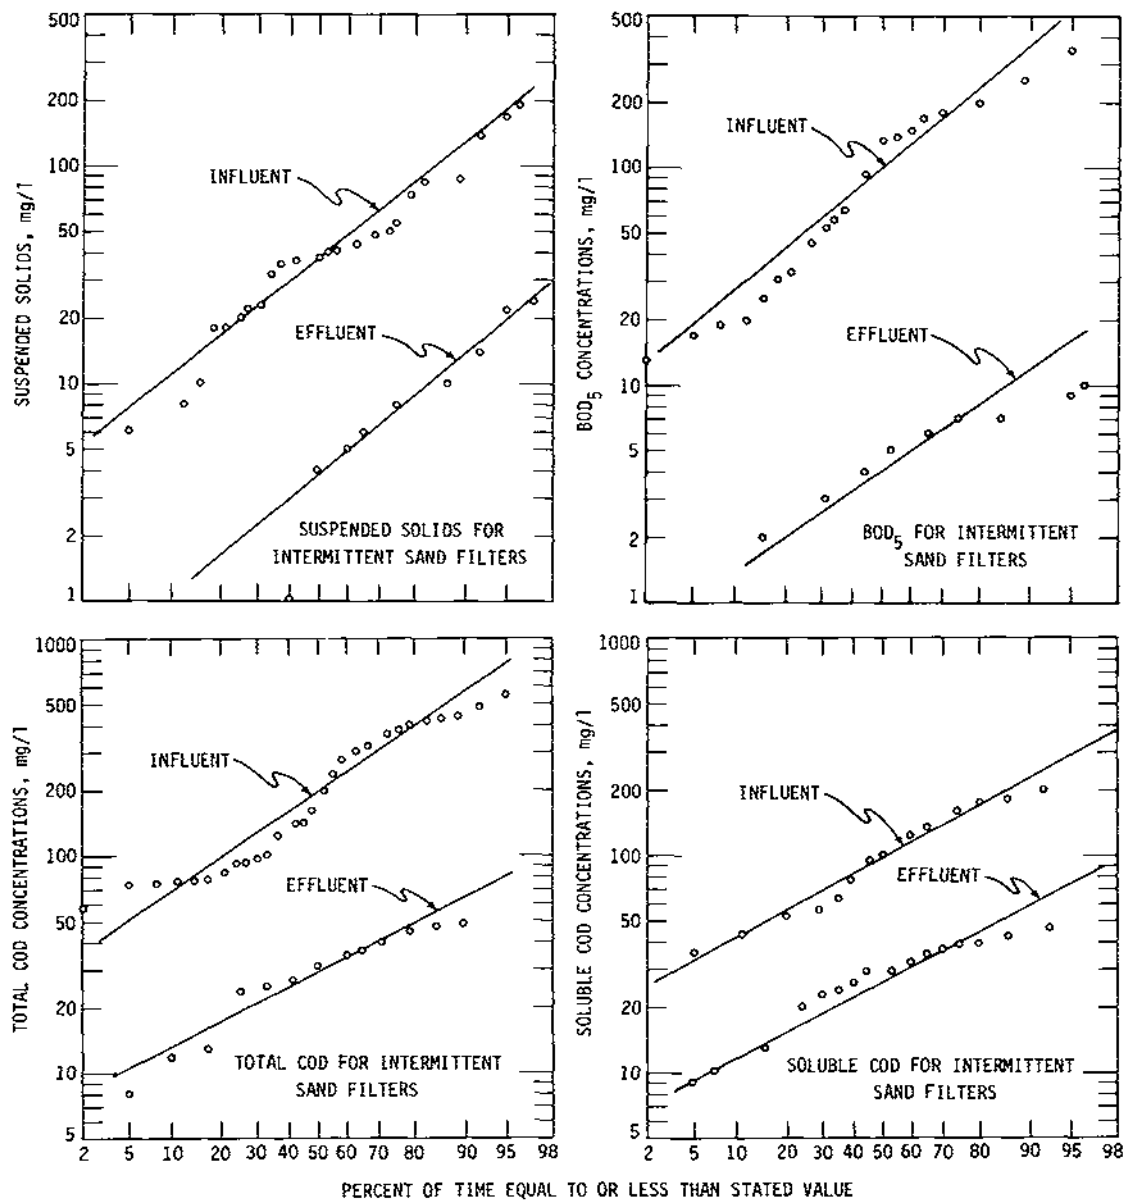 500
200
100
50
20
10
5
2
1
SUSPENDED SOLIDS, mg/l
INFLUENT
EFFLUENT
SUSPENDED SOLIDS FOR
INTERMITTENT SAND FILTERS
500
200
100
50
20
10
5
2
1
BOD5 CONCENTRATIONS, mg/l
INFLUENT
EFFLUENT
BOD5 FOR INTERMITTENT
SAND FILTERS
1000
500
200
100
50
20
10
5
TOTAL COD CONCENTRATIONS, mg/l
INFLUENT
EFFLUENT
TOTAL COD FOR INTERMITTENT
SAND FILTERS
2 5 10 20 30 40 50 60 70 80 90 95 98
1000
500
200
100
50
20
10
5
SOLUBLE COD CONCENTRATIONS, mg/l
INFLUENT
EFFLUENT
SOLUBLE COD FOR INTERMITTENT
SAND FILTERS
2 5 10 20 30 40 50 60 70 80 90 95 98
PERCENT OF TIME EQUAL TO OR LESS THAN STATED VALUE